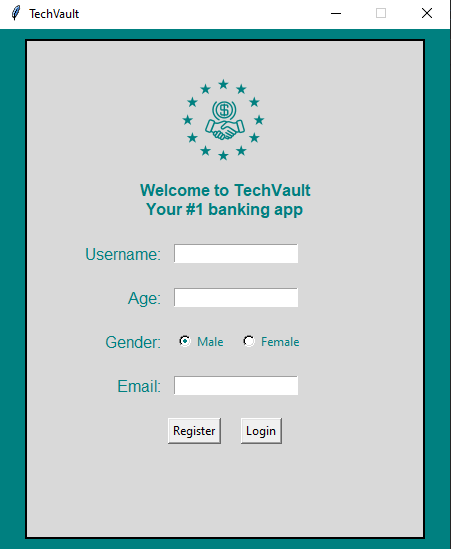 TechVault
Welcome to TechVault
Your #1 banking app
Username:
Age:
Gender: Male Female
Email:
Register Login